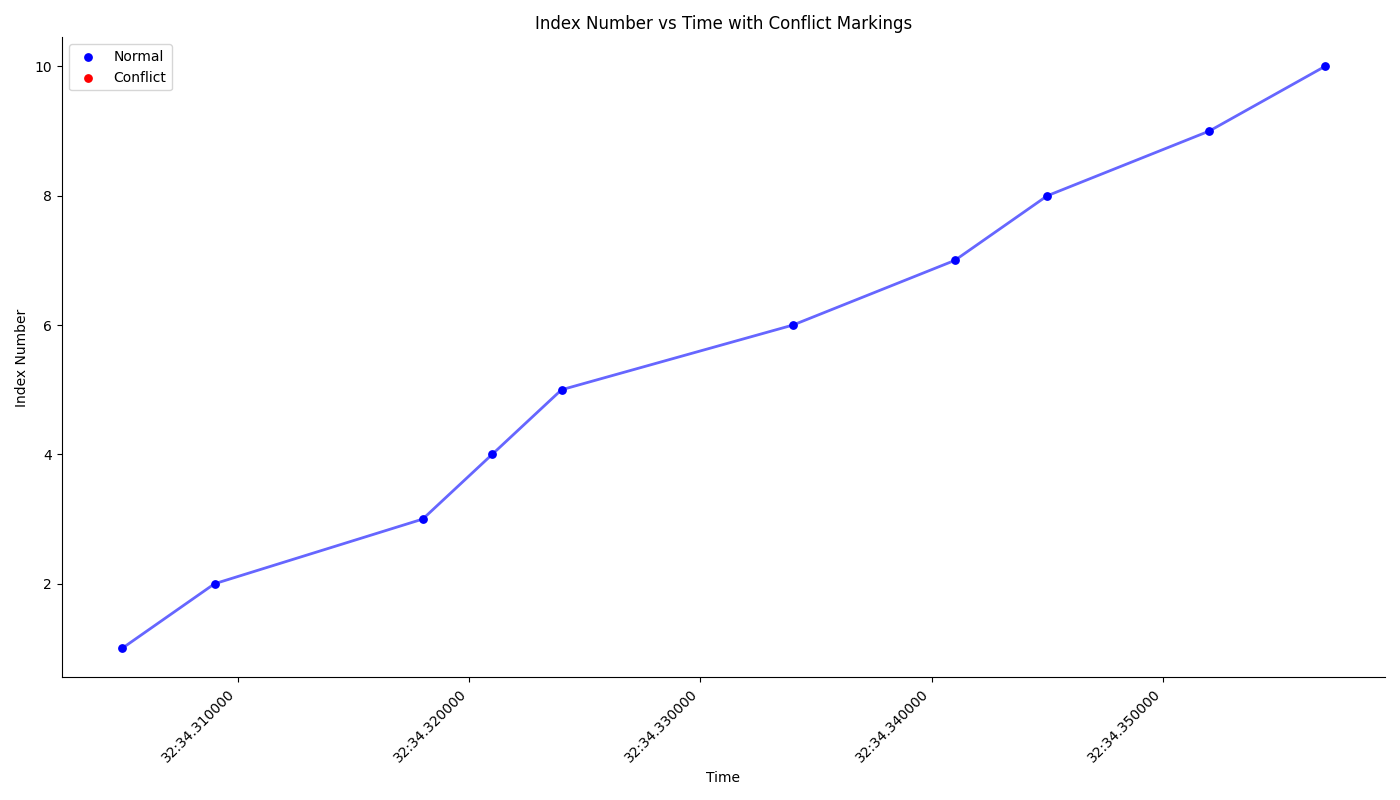 Index Number vs Time with Conflict Markings
Normal
Conflict
10
8
6
4
2
Index Number
32:34.310000
32:34.320000
32:34.330000
32:34.340000
32:34.350000
Time